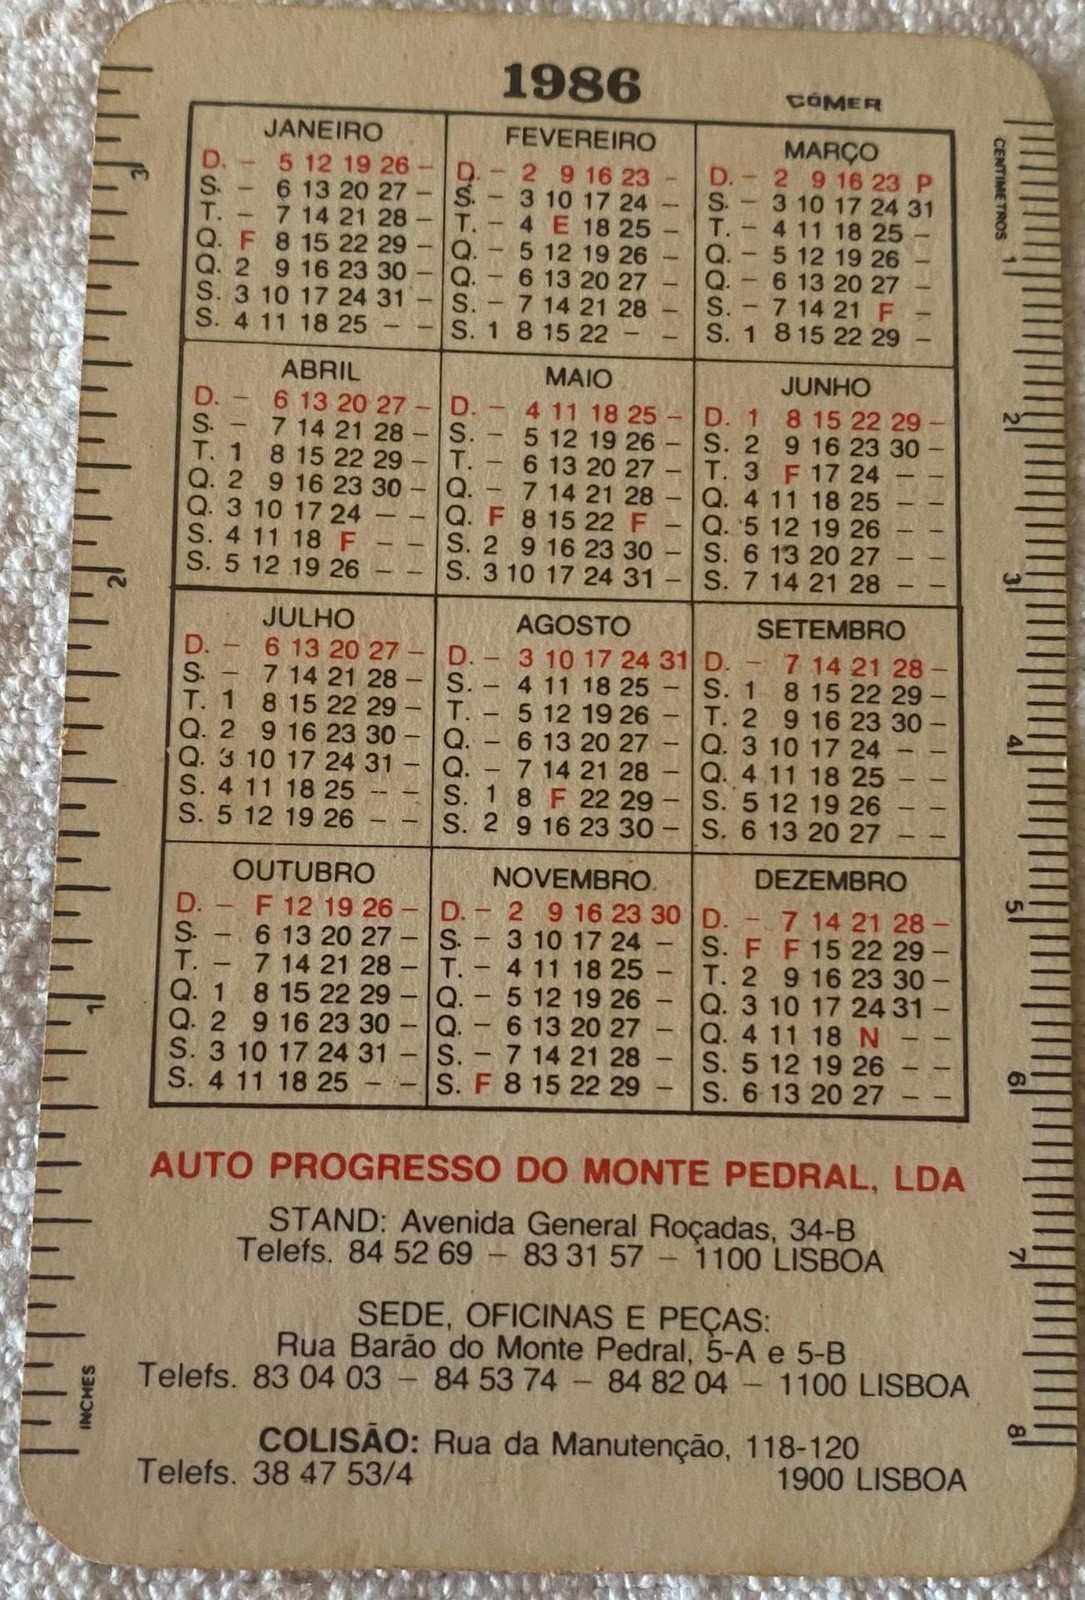 1986
CÓMER
JANEIRO
D. – 5 12 19 26 –
S. – 6 13 20 27 –
T. – 7 14 21 28 –
Q. F 8 15 22 29 –
Q. 2 9 16 23 30 –
S. 3 10 17 24 31 –
S. 4 11 18 25 – –
FEVEREIRO
D. – 2 9 16 23 –
S. – 3 10 17 24 –
T. – 4 E 18 25 –
Q. – 5 12 19 26 –
Q. – 6 13 20 27 –
S. – 7 14 21 28 –
S. 1 8 15 22 – –
MARÇO
D. – 2 9 16 23 P
S. – 3 10 17 24 31
T. – 4 11 18 25 –
Q. – 5 12 19 26 –
Q. – 6 13 20 27 –
S. – 7 14 21 F –
S. 1 8 15 22 29 –
ABRIL
D. – 6 13 20 27 –
S. – 7 14 21 28 –
T. 1 8 15 22 29 –
Q. 2 9 16 23 30 –
Q. 3 10 17 24 – –
S. 4 11 18 F – –
S. 5 12 19 26 – –
MAIO
D. – 4 11 18 25 –
S. – 5 12 19 26 –
T. – 6 13 20 27 –
Q. – 7 14 21 28 –
Q. F 8 15 22 F –
S. 2 9 16 23 30 –
S. 3 10 17 24 31 –
JUNHO
D. 1 8 15 22 29 –
S. 2 9 16 23 30 –
T. 3 F 17 24 – –
Q. 4 11 18 25 – –
Q. 5 12 19 26 – –
S. 6 13 20 27 – –
S. 7 14 21 28 – –
JULHO
D. – 6 13 20 27 –
S. – 7 14 21 28 –
T. 1 8 15 22 29 –
Q. 2 9 16 23 30 –
Q. 3 10 17 24 31 –
S. 4 11 18 25 – –
S. 5 12 19 26 – –
AGOSTO
D. – 3 10 17 24 31
S. – 4 11 18 25 –
T. – 5 12 19 26 –
Q. – 6 13 20 27 –
Q. – 7 14 21 28 –
S. 1 8 F 22 29 –
S. 2 9 16 23 30 –
SETEMBRO
D. – 7 14 21 28 –
S. 1 8 15 22 29 –
T. 2 9 16 23 30 –
Q. 3 10 17 24 – –
Q. 4 11 18 25 – –
S. 5 12 19 26 – –
S. 6 13 20 27 – –
OUTUBRO
D. – F 12 19 26 –
S. – 6 13 20 27 –
T. – 7 14 21 28 –
Q. 1 8 15 22 29 –
Q. 2 9 16 23 30 –
S. 3 10 17 24 31 –
S. 4 11 18 25 – –
NOVEMBRO
D. – 2 9 16 23 30
S. – 3 10 17 24 –
T. – 4 11 18 25 –
Q. – 5 12 19 26 –
Q. – 6 13 20 27 –
S. – 7 14 21 28 –
S. F 8 15 22 29 –
DEZEMBRO
D. – 7 14 21 28 –
S. F F 15 22 29 –
T. 2 9 16 23 30 –
Q. 3 10 17 24 31 –
Q. 4 11 18 N – –
S. 5 12 19 26 – –
S. 6 13 20 27 – –
AUTO PROGRESSO DO MONTE PEDRAL, LDA
STAND: Avenida General Roçadas, 34-B
Telefs. 84 52 69 – 83 31 57 – 1100 LISBOA
SEDE, OFICINAS E PEÇAS:
Rua Barão do Monte Pedral, 5-A e 5-B
Telefs. 83 04 03 – 84 53 74 – 84 82 04 – 1100 LISBOA
COLISÃO: Rua da Manutenção, 118-120
Telefs. 38 47 53/4 1900 LISBOA
INCHES
1
2
3
CENTIMETROS
1
2
3
4
5
6
7
8